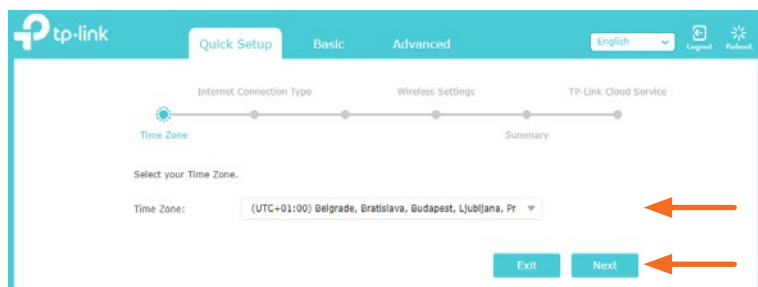 tp-link
Quick Setup
Basic
Advanced
English
Logout
Reboot
Internet Connection Type
Wireless Settings
TP-Link Cloud Service
Time Zone
Summary
Select your Time Zone.
Time Zone: (UTC+01:00) Belgrade, Bratislava, Budapest, Ljubljana, Pr
Exit
Next